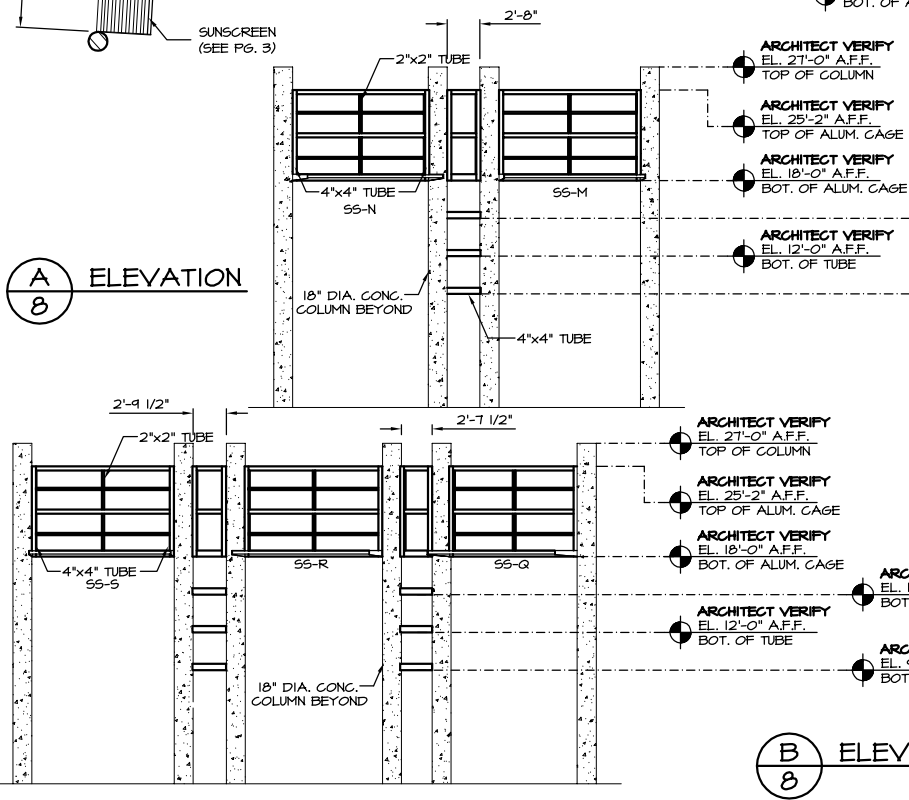 BOT. OF
SUNSCREEN
(SEE PG. 3)
2'-8"
2"x2" TUBE
ARCHITECT VERIFY
EL. 27'-0" A.F.F.
TOP OF COLUMN
ARCHITECT VERIFY
EL. 25'-2" A.F.F.
TOP OF ALUM. CAGE
ARCHITECT VERIFY
EL. 18'-0" A.F.F.
BOT. OF ALUM. CAGE
4"x4" TUBE
SS-N
SS-M
ARCHITECT VERIFY
EL. 12'-0" A.F.F.
BOT. OF TUBE
A
8
ELEVATION
18" DIA. CONC.
COLUMN BEYOND
4"x4" TUBE
2'-9 1/2"
2'-7 1/2"
2"x2" TUBE
ARCHITECT VERIFY
EL. 27'-0" A.F.F.
TOP OF COLUMN
ARCHITECT VERIFY
EL. 25'-2" A.F.F.
TOP OF ALUM. CAGE
ARCHITECT VERIFY
EL. 18'-0" A.F.F.
BOT. OF ALUM. CAGE
4"x4" TUBE
SS-S
SS-R
SS-Q
EL.
BOT.
ARCHITECT VERIFY
EL. 12'-0" A.F.F.
BOT. OF TUBE
EL.
BOT.
18" DIA. CONC.
COLUMN BEYOND
B
8